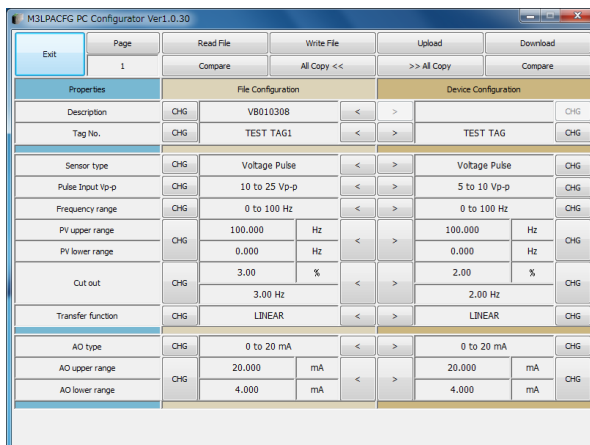 M3LPACFG PC Configurator Ver1.0.30
Exit Page Read File Write File Upload Download
1 Compare All Copy << >> All Copy Compare
Properties File Configuration Device Configuration
Description CHG VB010308 < > CHG
Tag No. CHG TEST TAG1 < > TEST TAG CHG
Sensor type CHG Voltage Pulse < > Voltage Pulse CHG
Pulse Input Vp-p CHG 10 to 25 Vp-p < > 5 to 10 Vp-p CHG
Frequency range CHG 0 to 100 Hz < > 0 to 100 Hz CHG
PV upper range CHG 100.000 Hz < > 100.000 Hz CHG
PV lower range 0.000 Hz 0.000 Hz
Cut out CHG 3.00 % < > 2.00 % CHG
3.00 Hz 2.00 Hz
Transfer function CHG LINEAR < > LINEAR CHG
AO type CHG 0 to 20 mA < > 0 to 20 mA CHG
AO upper range CHG 20.000 mA < > 20.000 mA CHG
AO lower range 4.000 mA 4.000 mA